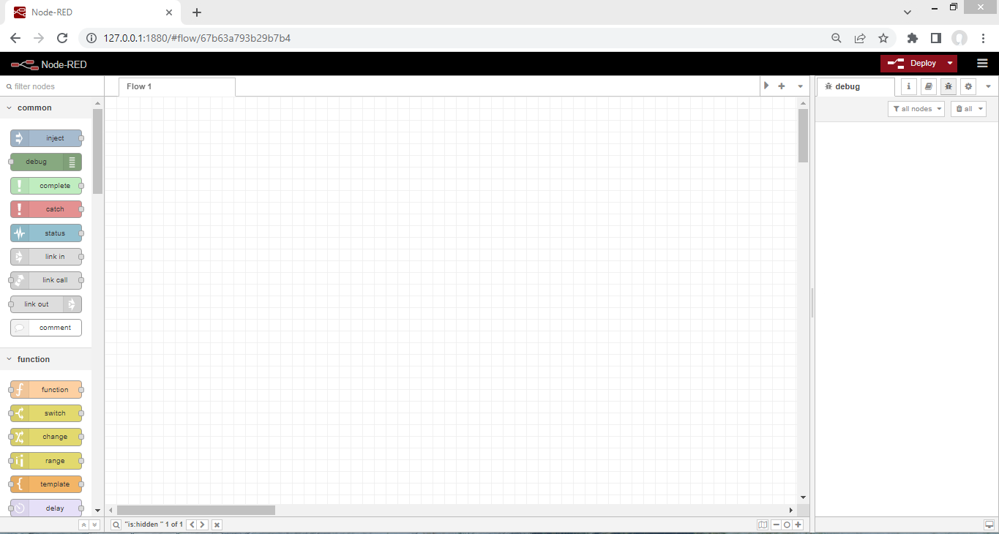 Node-RED
127.0.0.1:1880/#flow/67b63a793b29b7b4
Node-RED
Deploy
filter nodes
Flow 1
debug
common
all nodes
all
inject
debug
complete
catch
status
link in
link call
link out
comment
function
function
switch
change
range
template
delay
"is:hidden " 1 of 1